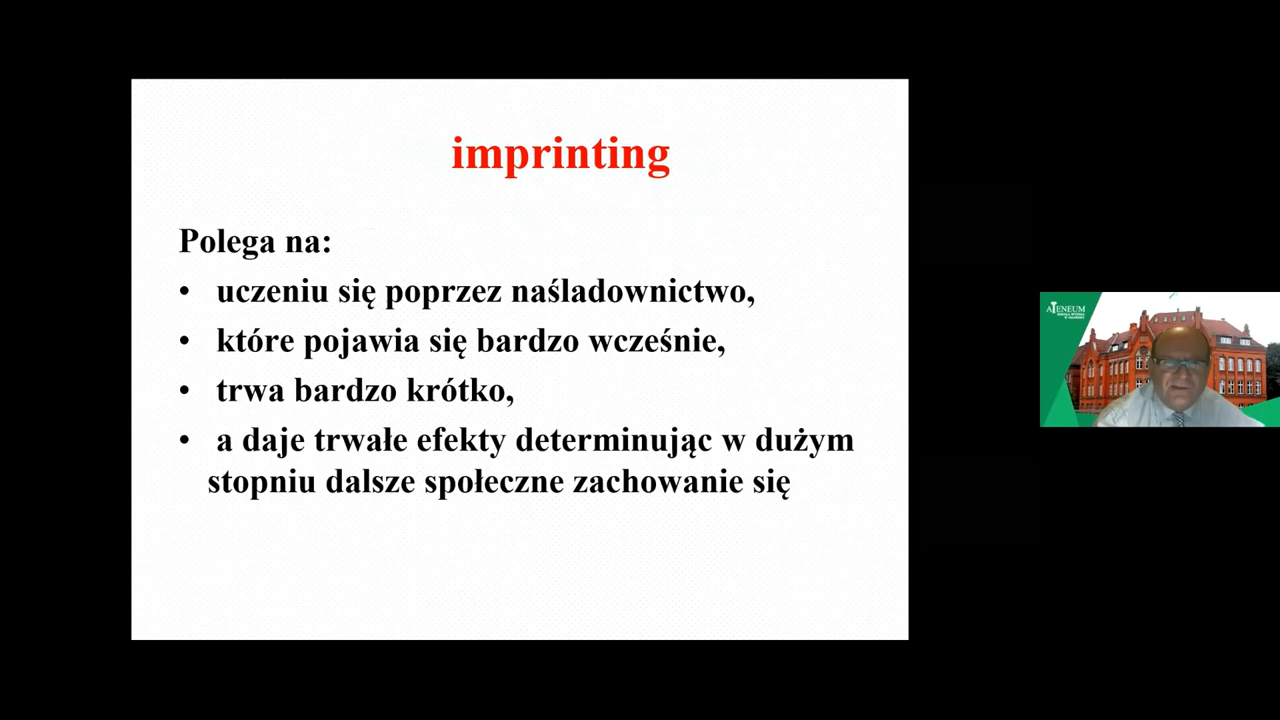 imprinting
Polega na:
• uczeniu się poprzez naśladownictwo,
• które pojawia się bardzo wcześnie,
• trwa bardzo krótko,
• a daje trwałe efekty determinując w dużym
stopniu dalsze społeczne zachowanie się
ATENEUM